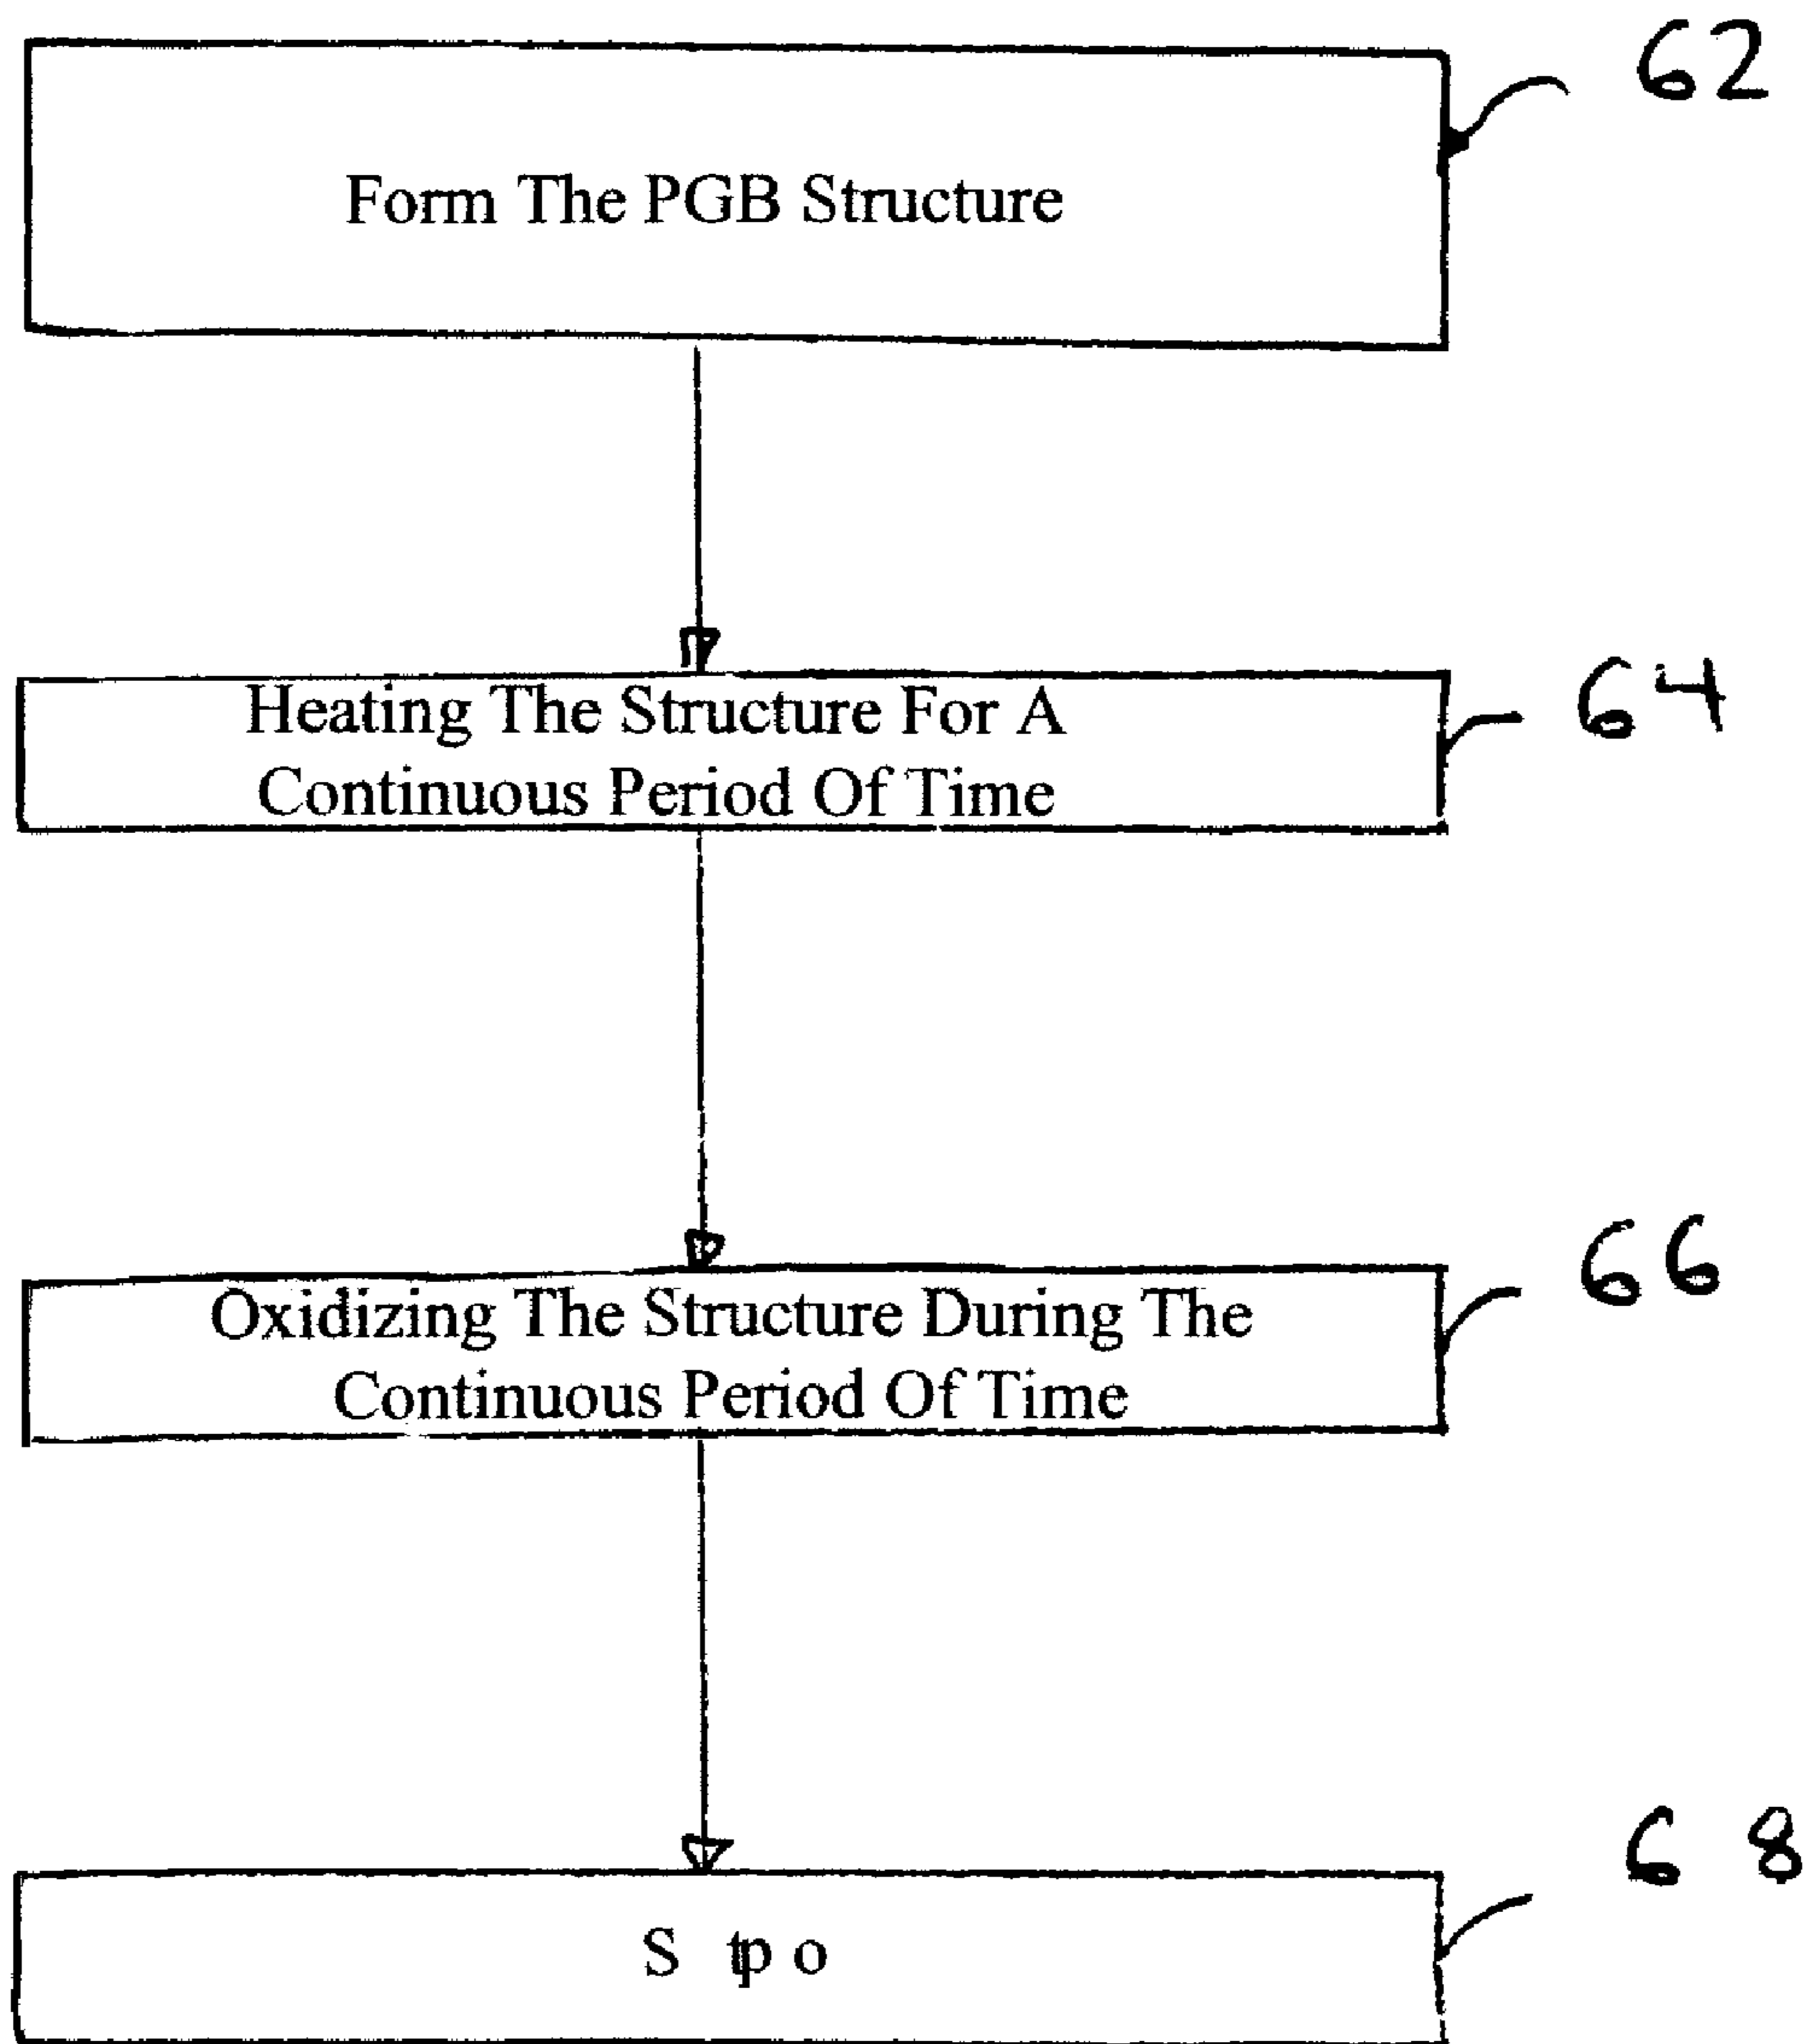 62
Form The PGB Structure
64
Heating The Structure For A
Continuous Period Of Time
66
Oxidizing The Structure During The
Continuous Period Of Time
68
S tp o